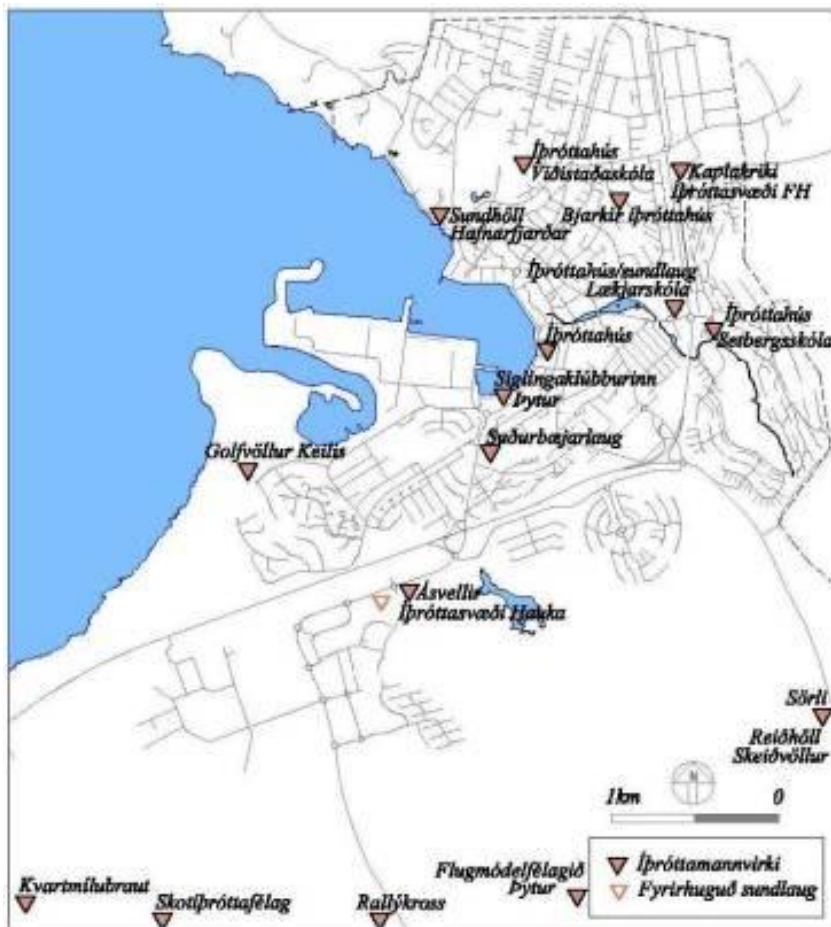 Íþróttahús
Víðistaðaskóla
Kaplakriki
Íþróttasvæði FH
Bjarkir íþróttahús
Sundhöll
Hafnarfjarðar
Íþróttahús/sundlaug
Lækjarskóla
Íþróttahús
Setbergsskóla
Íþróttahús
Siglingaklúbburinn
Þytur
Suðurbæjarlaug
Golfvöllur Keilis
Ásvellir
Íþróttasvæði Hauka
Sörli
Reiðhöll
Skeiðvöllur
N
1km 0
Flugmódelfélagið
Þytur
Íþróttamannvirki
Fyrirhuguð sundlaug
Kvartmílubraut
Skotíþróttafélag
Rallýkross